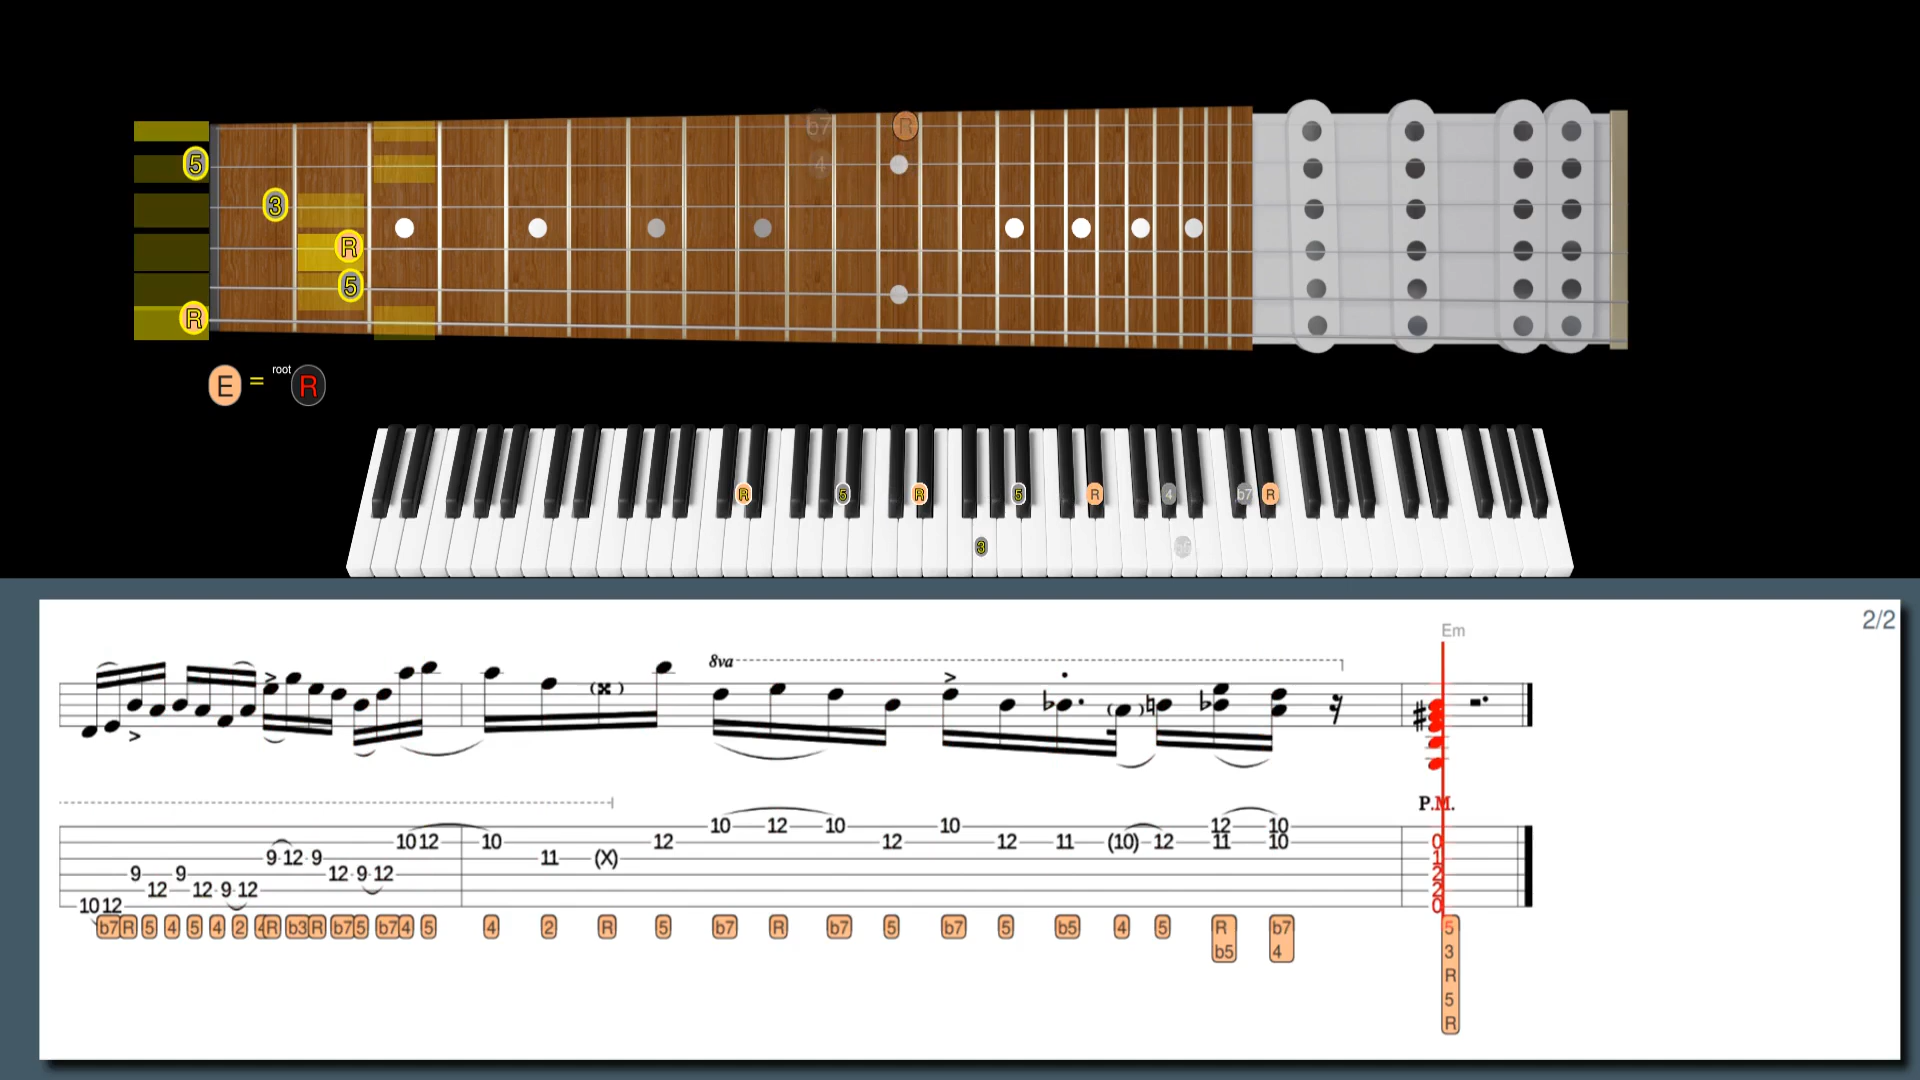 b7 R
5 4
3
R
5
R
E = root R
R 5 R 5 R 4 b7 R
3 b6
2/2
Em
8va
P.M.
10 12 10 10 12 10
10 12 10 12 12 12 11 (10) 12 11 10 0
9 12 9 11 (X) 1
9 9 12 9 12 2
12 12 9 12 2
10 12 0
b7 R 5 4 5 4 2 4 R b3 R b7 5 b7 4 5 4 2 R 5 b7 R b7 5 b7 5 b5 4 5 R b7 5
b5 4 3
R
5
R